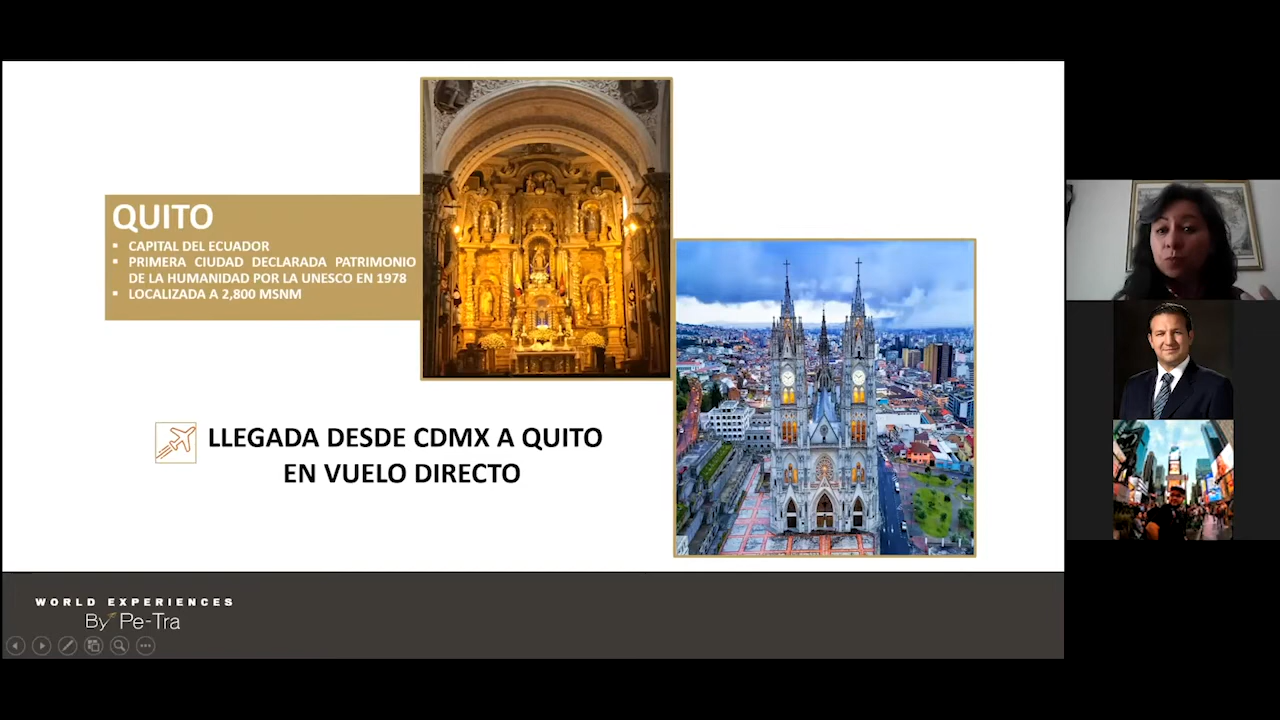 QUITO
▪ CAPITAL DEL ECUADOR
▪ PRIMERA CIUDAD DECLARADA PATRIMONIO
DE LA HUMANIDAD POR LA UNESCO EN 1978
▪ LOCALIZADA A 2,800 MSNM
LLEGADA DESDE CDMX A QUITO
EN VUELO DIRECTO
WORLD EXPERIENCES
By Pe-Tra